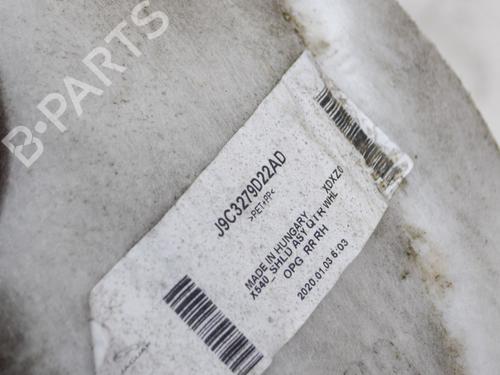 B·PARTS
J9C3279D22AD
>PET+PP<
MADE IN HUNGARY
X540_SHLD ASY QTR WHL
OPG RR RH
2020.01.03 6:03
XDXZ0